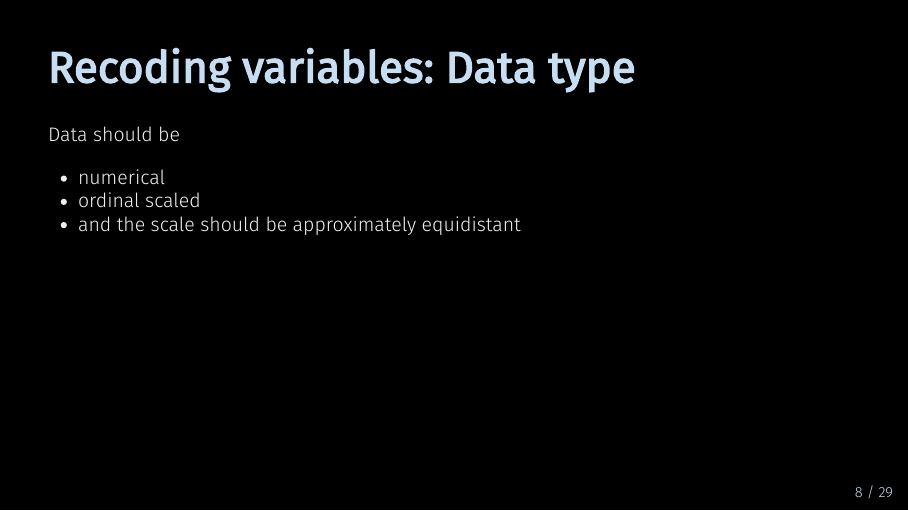 Recoding variables: Data type
Data should be
• numerical
• ordinal scaled
• and the scale should be approximately equidistant
8 / 29